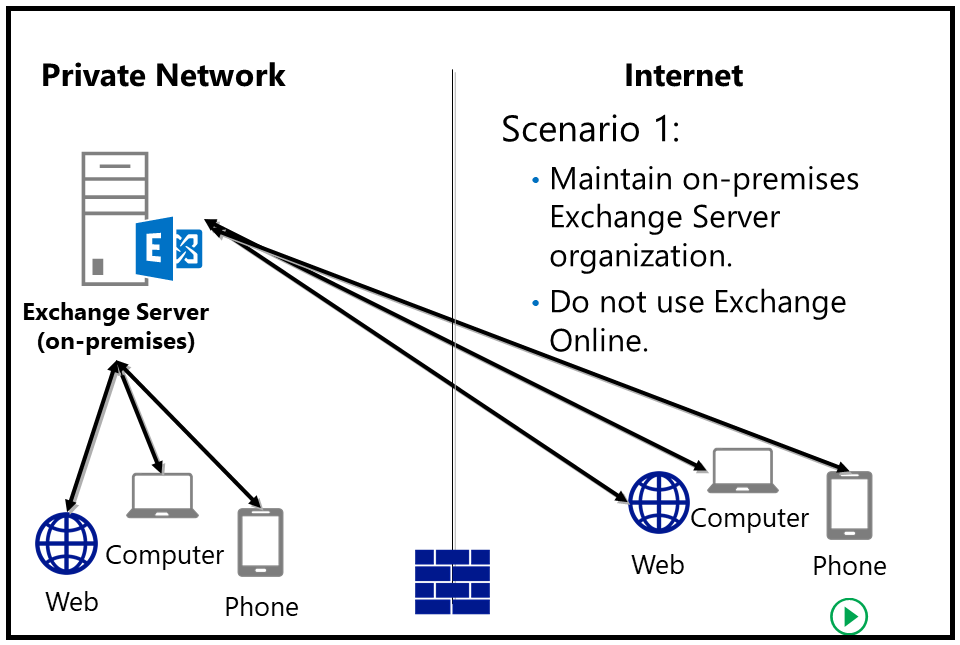 Private Network
Internet
Scenario 1:
• Maintain on-premises
Exchange Server
organization.
• Do not use Exchange
Online.
E
Exchange Server
(on-premises)
Computer
Web
Phone
Computer
Web
Phone